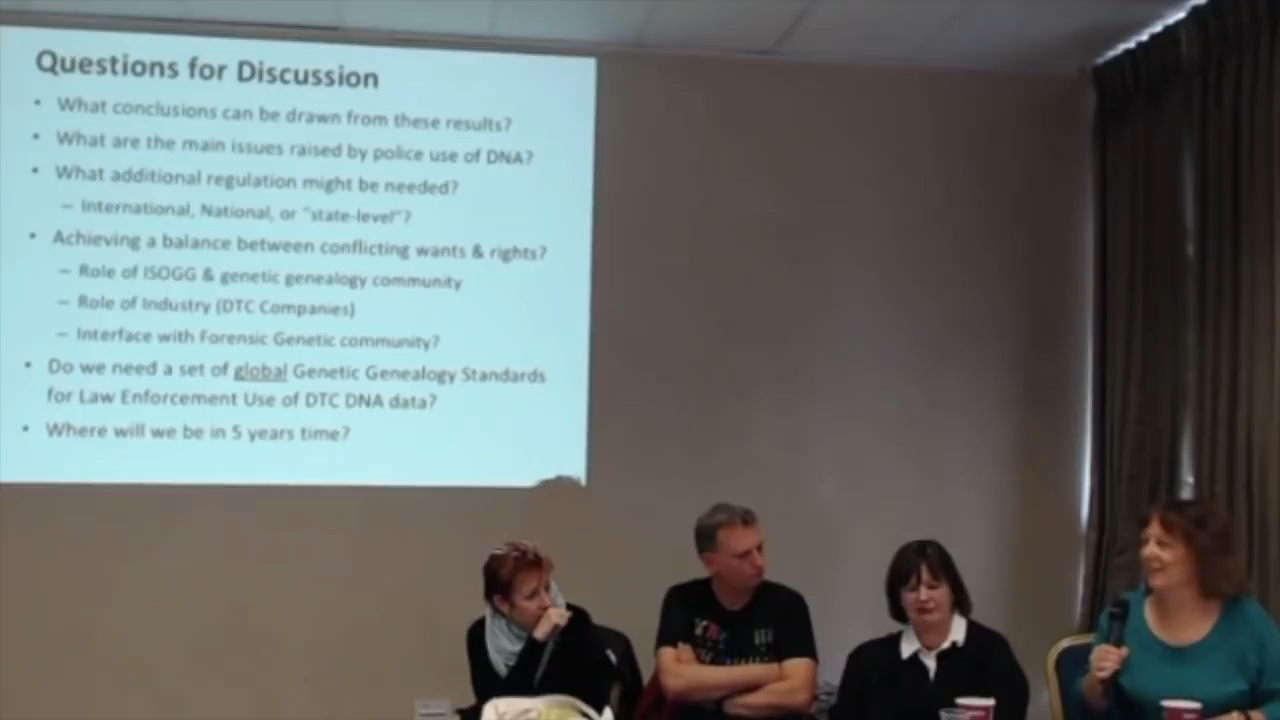 Questions for Discussion
• What conclusions can be drawn from these results?
• What are the main issues raised by police use of DNA?
• What additional regulation might be needed?
– International, National, or "state-level"?
• Achieving a balance between conflicting wants & rights?
– Role of ISOGG & genetic genealogy community
– Role of Industry (DTC Companies)
– Interface with Forensic Genetic community?
• Do we need a set of global Genetic Genealogy Standards
for Law Enforcement Use of DTC DNA data?
• Where will we be in 5 years time?